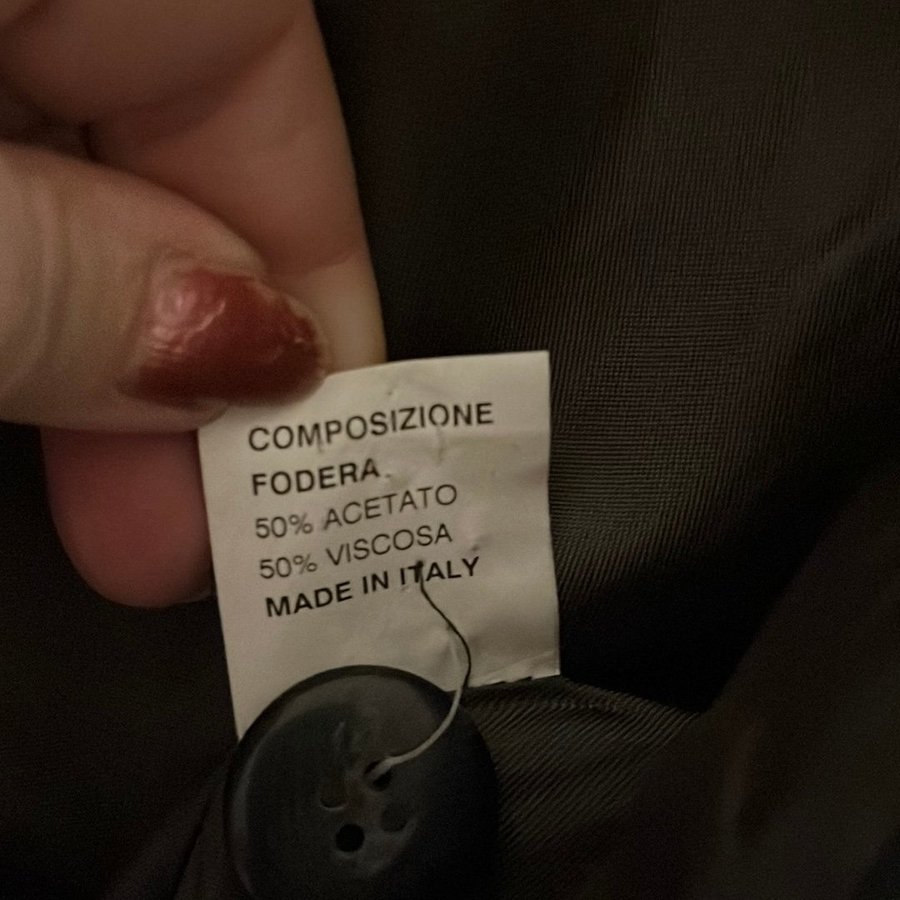 COMPOSIZIONE
FODERA
50% ACETATO
50% VISCOSA
MADE IN ITALY